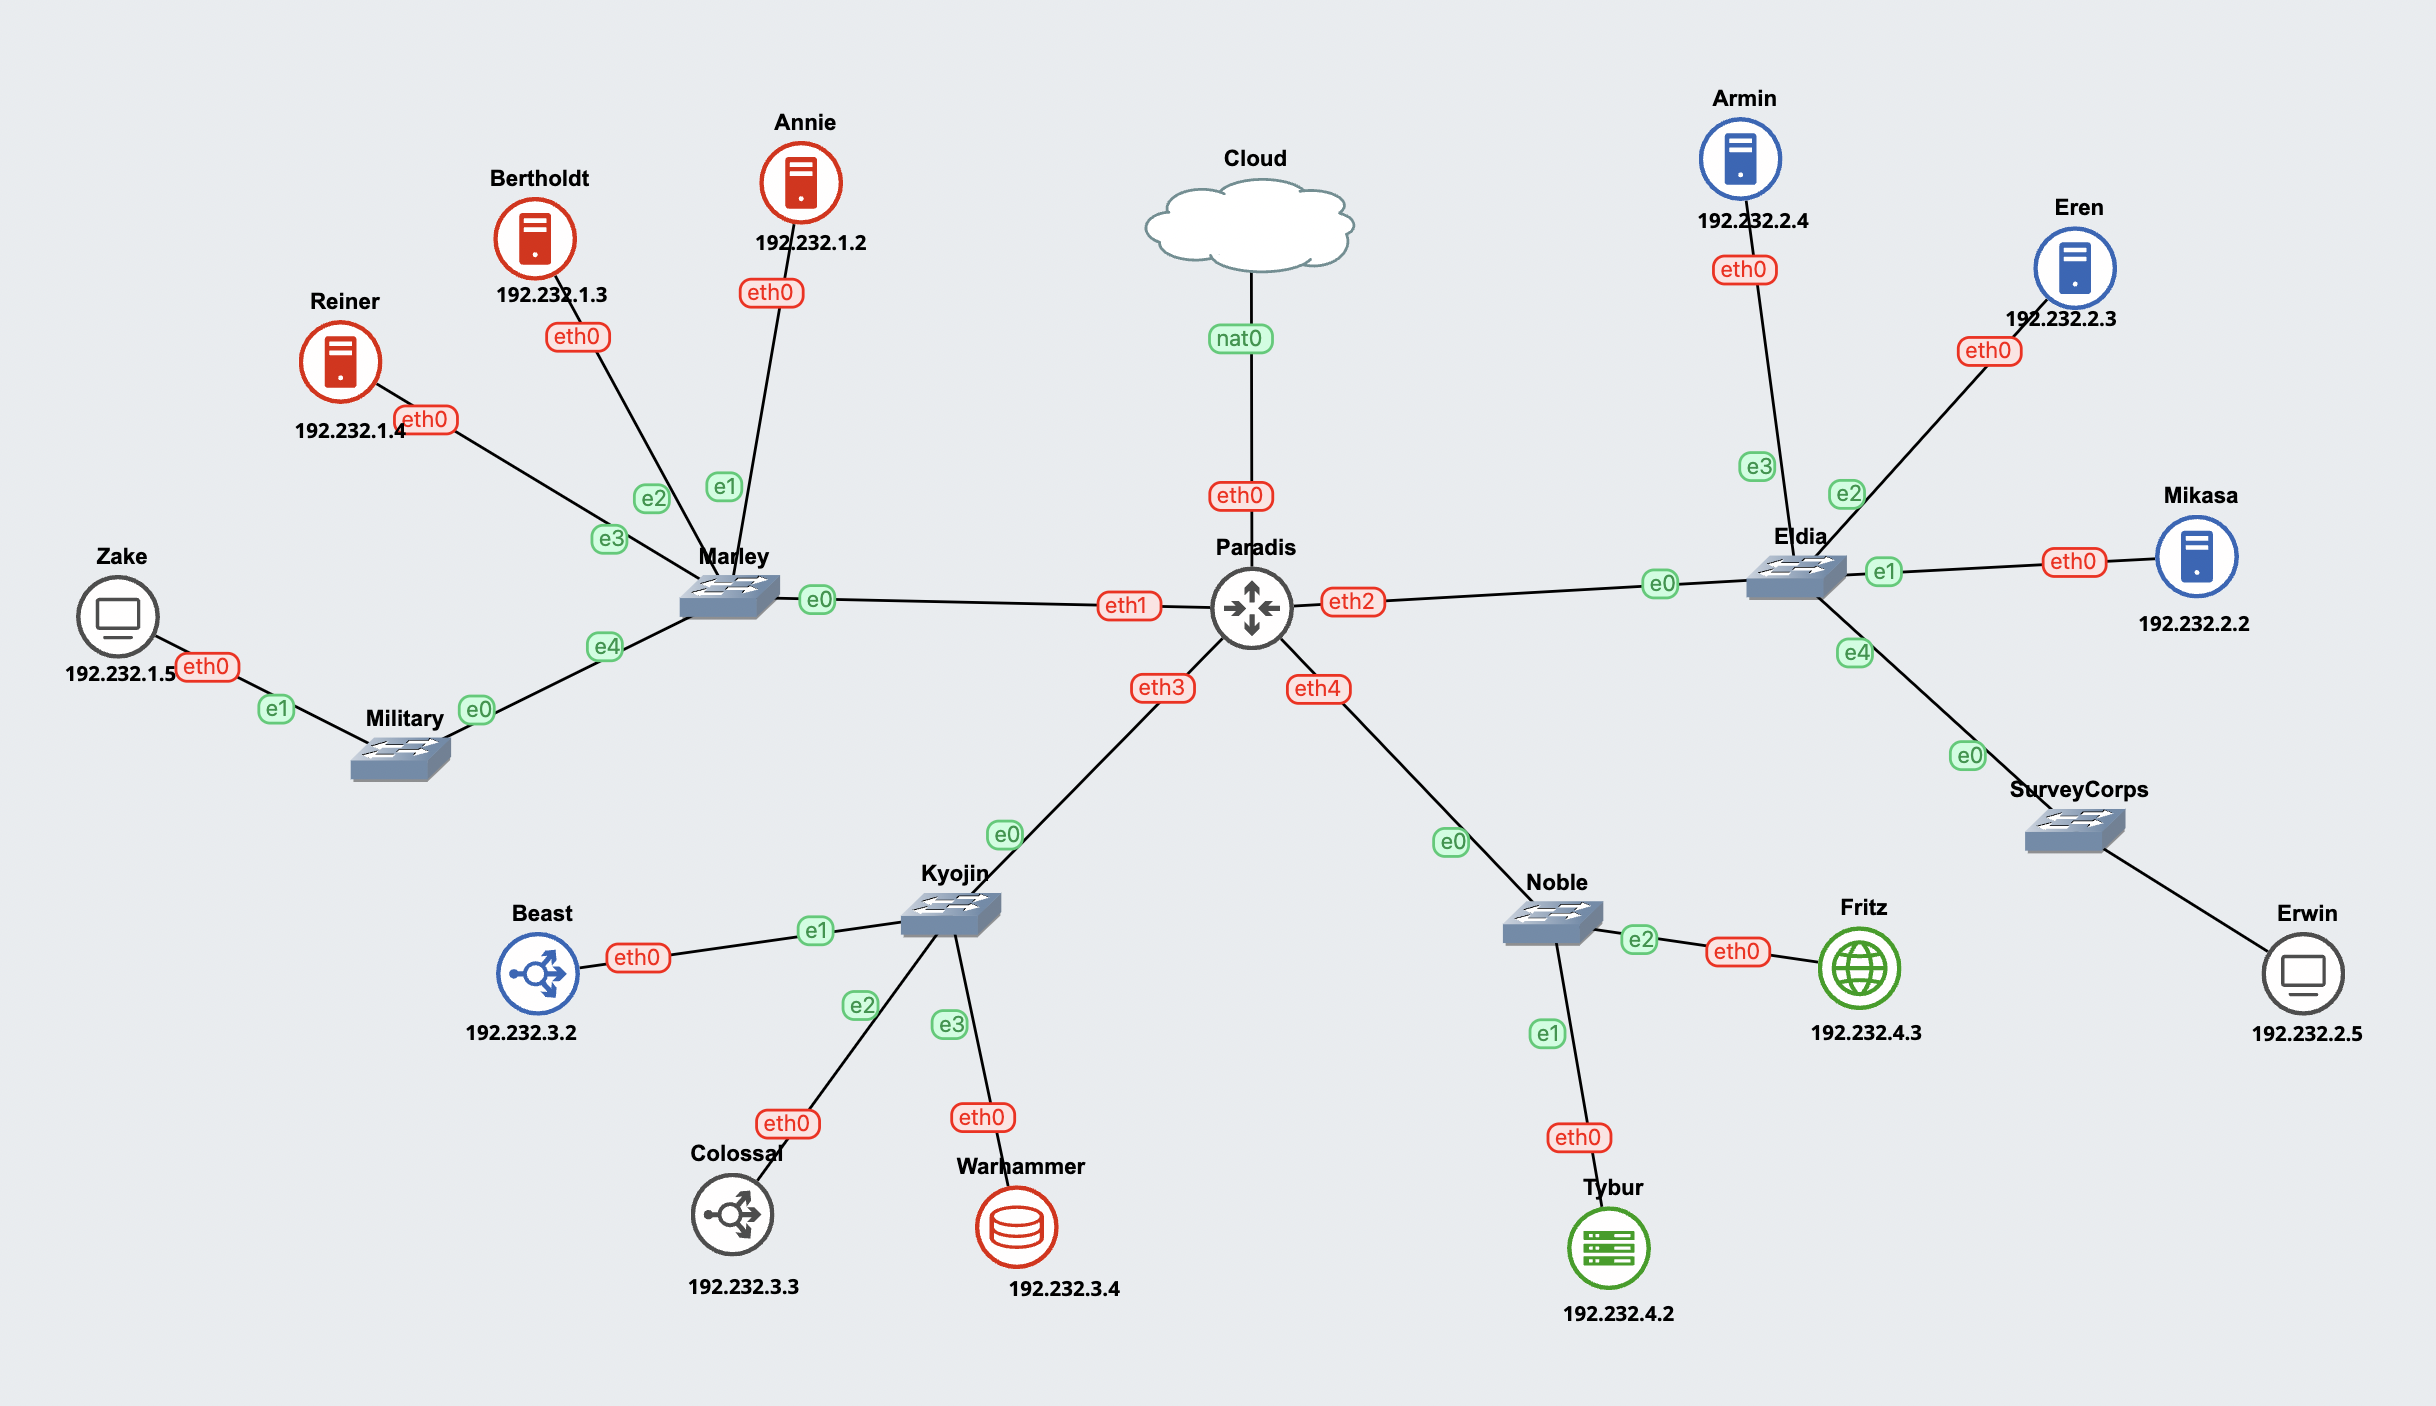 Armin
Annie
Cloud
Bertholdt
Eren
192.232.2.4
192.232.1.2
eth0
eth0
192.232.1.3
Reiner
192.232.2.3
eth0
nat0
eth0
eth0
192.232.1.4
e3
e1
e2
eth0
e2
Mikasa
e3
Eldia
Zake
Marley
Paradis
eth0
e1
e0
e0
eth1
eth2
192.232.2.2
e4
e4
eth0
192.232.1.5
eth3
eth4
e1
e0
Military
e0
SurveyCorps
e0
e0
Kyojin
Noble
Fritz
Beast
Erwin
e1
e2
eth0
eth0
e2
e3
192.232.3.2
e1
192.232.4.3
192.232.2.5
eth0
eth0
eth0
Colossal
Warhammer
Tybur
192.232.3.3
192.232.3.4
192.232.4.2